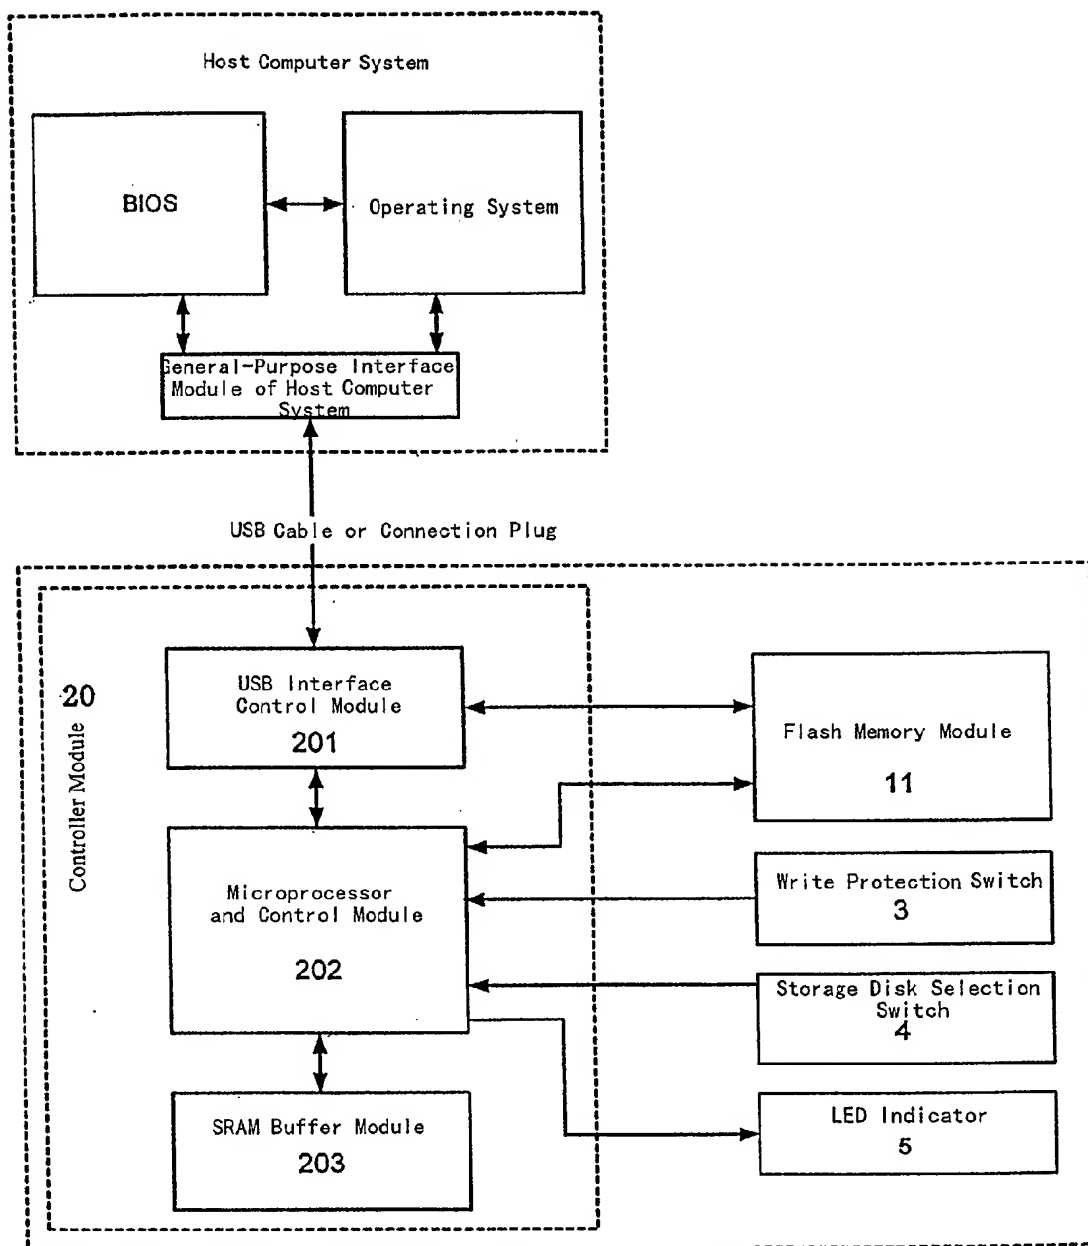 Host Computer System
BIOS
Operating System
General-Purpose Interface
Module of Host Computer
System
USB Cable or Connection Plug
20
Controller Module
USB Interface
Control Module
201
Flash Memory Module
11
Microprocessor
and Control Module
202
Write Protection Switch
3
Storage Disk Selection
Switch
4
SRAM Buffer Module
203
LED Indicator
5